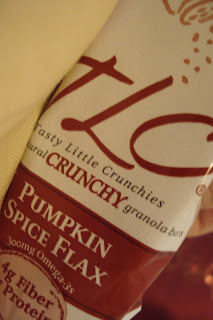 TLC®
Tasty Little Crunchies
CRUNCHY granola bars
PUMPKIN
SPICE FLAX
300mg Omega-3s
4g Fiber
Protein